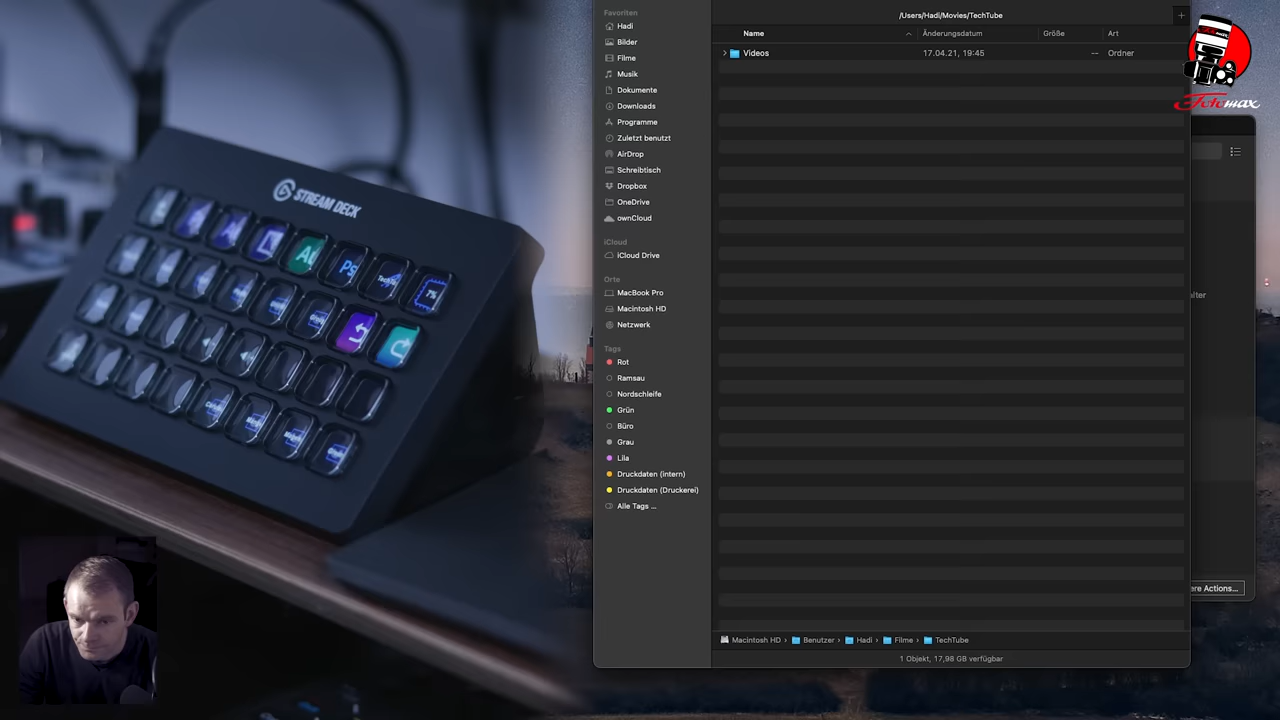 STREAM DECK
Ps
7%
Favoriten
Hadi
Bilder
Filme
Musik
Dokumente
Downloads
Programme
Zuletzt benutzt
AirDrop
Schreibtisch
Dropbox
OneDrive
ownCloud
iCloud
iCloud Drive
Orte
MacBook Pro
Macintosh HD
Netzwerk
Tags
Rot
Ramsau
Nordschleife
Grün
Büro
Grau
Lila
Druckdaten (intern)
Druckdaten (Druckerei)
Alle Tags ...
/Users/Hadi/Movies/TechTube
Name Änderungsdatum Größe Art
Videos 17.04.21, 19:45 -- Ordner
Macintosh HD › Benutzer › Hadi › Filme › TechTube
1 Objekt, 17,98 GB verfügbar
Fotomax
ere Actions...